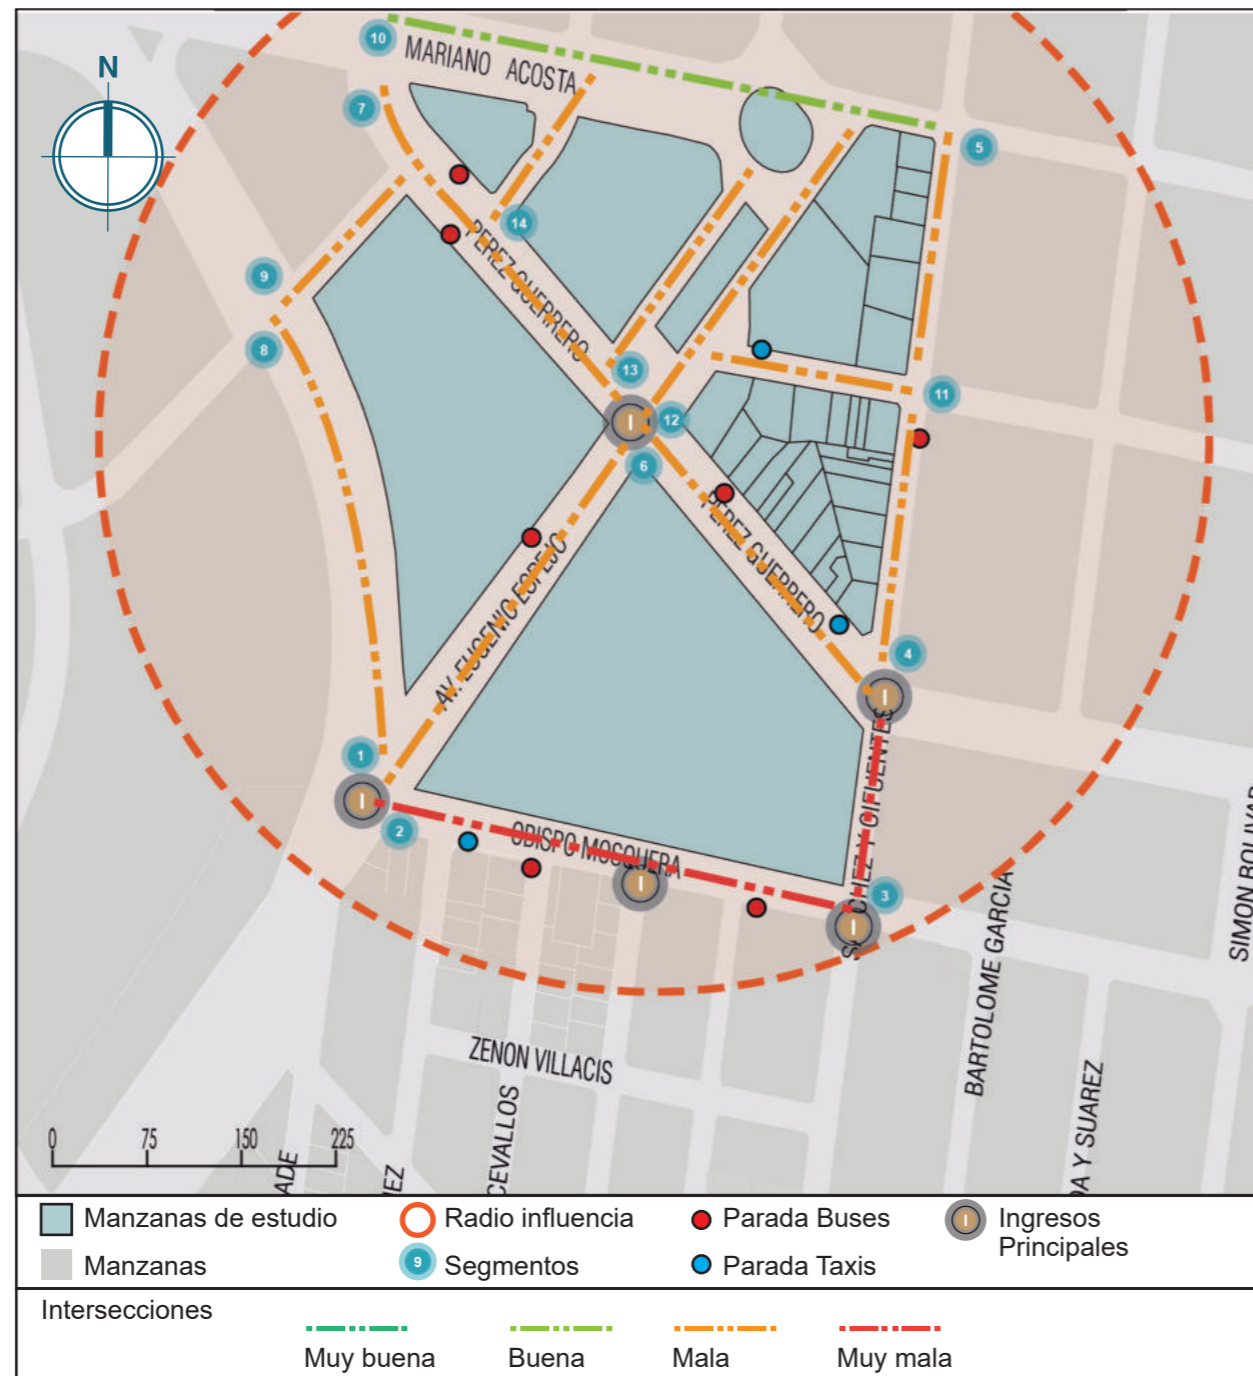 N
10
MARIANO ACOSTA
7
5
14
PEREZ GUERRERO
9
8
13
11
I
12
6
PEREZ GUERRERO
AV. EUGENIO ESPEJO
4
I
1
I
2
OBISPO MOSQUERA
I
3
I
CHEZ Y CIFUENTES
BARTOLOME GARCIA
SIMON BOLIVAR
ZENON VILLACIS
CEVALLOS
ADE
IEZ
DA Y SUAREZ
0 75 150 225
Manzanas de estudio
Radio influencia
Parada Buses
I
Ingresos
Principales
Manzanas
9
Segmentos
Parada Taxis
Intersecciones
Muy buena
Buena
Mala
Muy mala